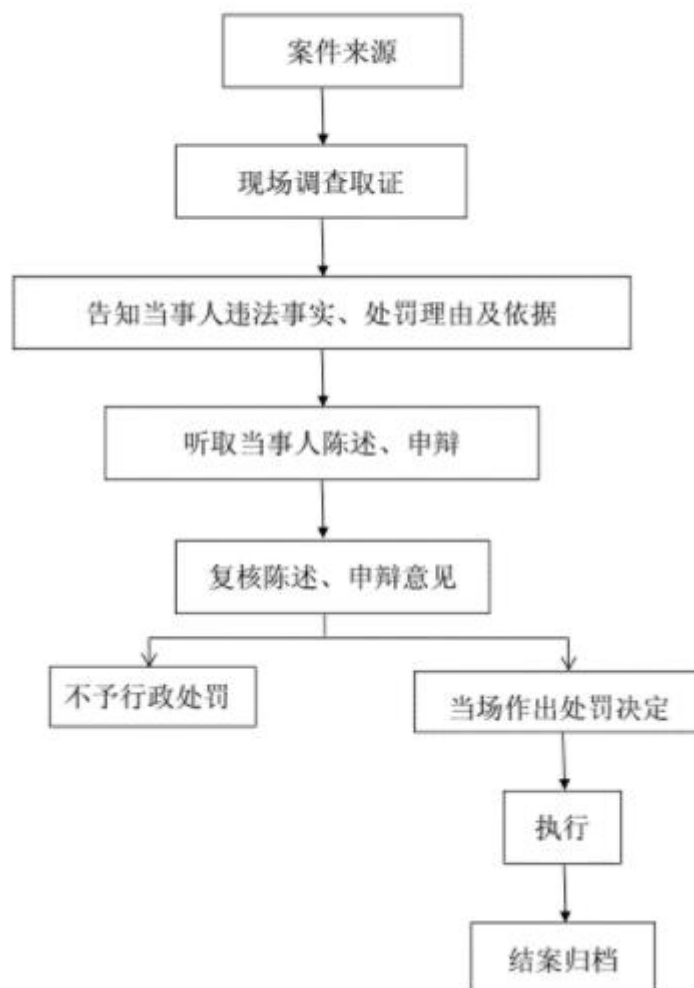 案件来源
现场调查取证
告知当事人违法事实、处罚理由及依据
听取当事人陈述、申辩
复核陈述、申辩意见
不予行政处罚
当场作出处罚决定
执行
结案归档